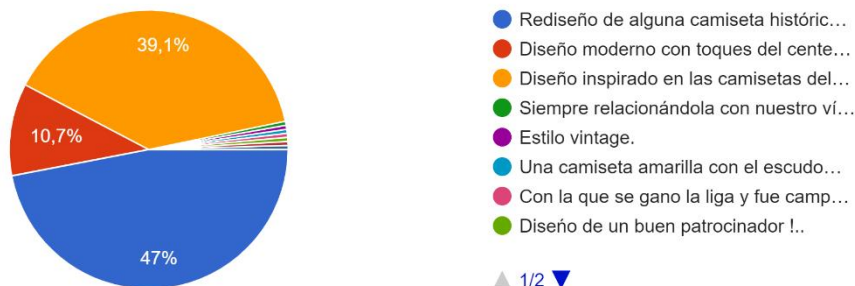 39,1%
10,7%
47%
Rediseño de alguna camiseta históric…
Diseño moderno con toques del cente…
Diseño inspirado en las camisetas del…
Siempre relacionándola con nuestro ví…
Estilo vintage.
Una camiseta amarilla con el escudo…
Con la que se gano la liga y fue camp…
Diseño de un buen patrocinador !..
1/2